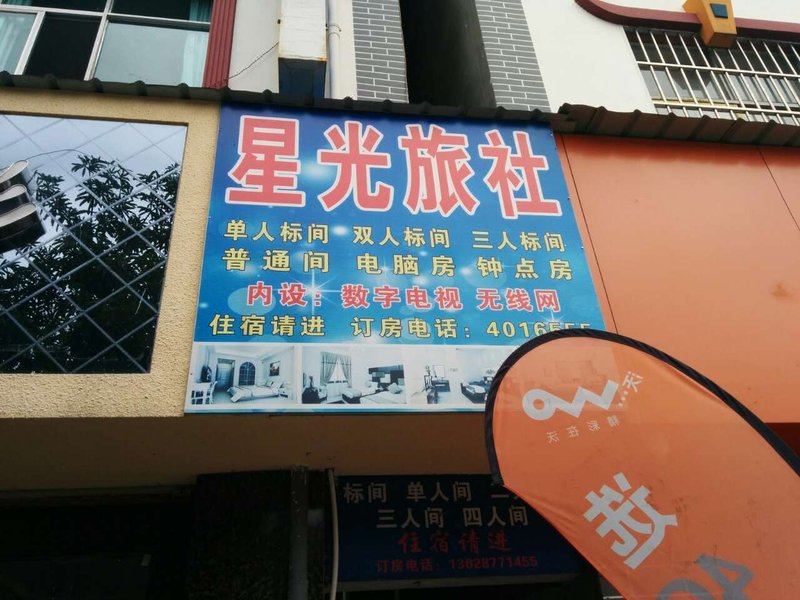 星光旅社
单人标间 双人标间 三人标间
普通间 电脑房 钟点房
内设：数字电视 无线网
住宿请进 订房电话：4016555
标间 单人间
三人间 四人间
住宿请进
订房电话：13628771455
沃
4G